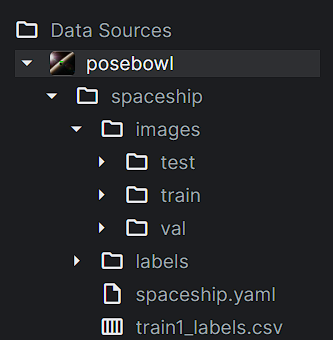 Data Sources
posebowl
spaceship
images
test
train
val
labels
spaceship.yaml
train1_labels.csv